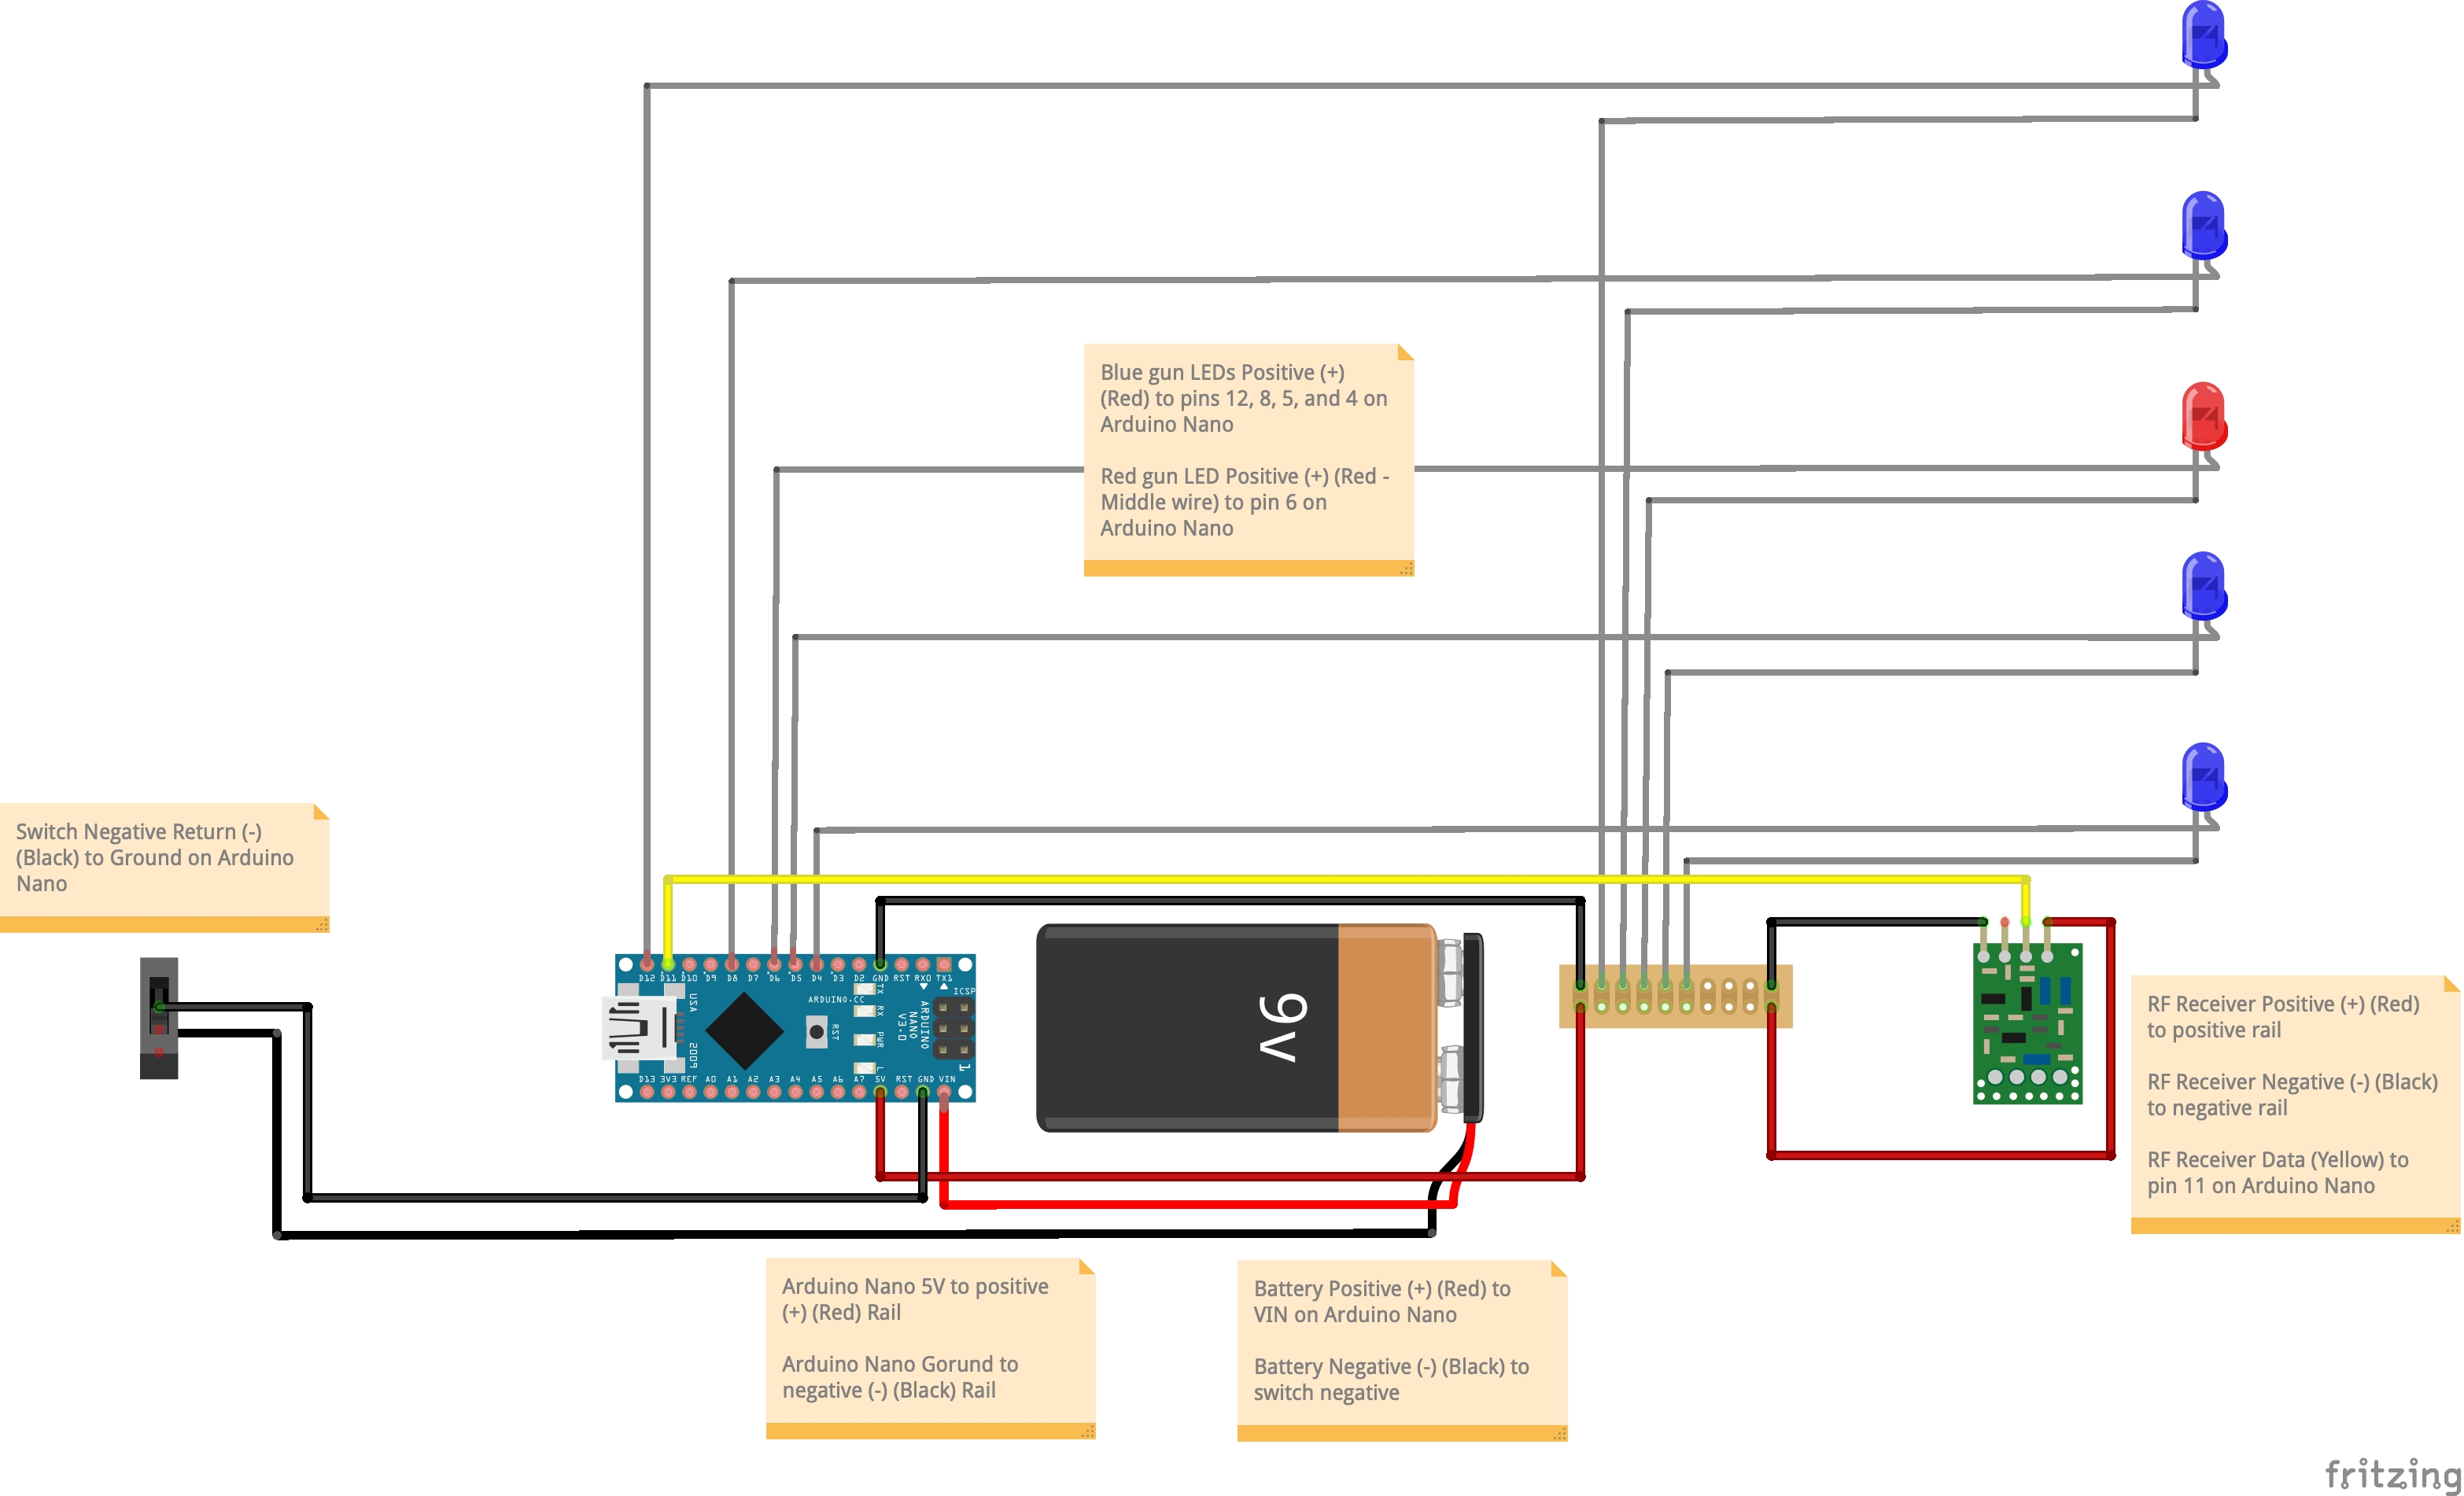 Blue gun LEDs Positive (+)
(Red) to pins 12, 8, 5, and 4 on
Arduino Nano
Red gun LED Positive (+) (Red -
Middle wire) to pin 6 on
Arduino Nano
Switch Negative Return (-)
(Black) to Ground on Arduino
Nano
D12 D11 D10 D9 D8 D7 D6 D5 D4 D3 D2 GND RST RX0 TX1
TX
RX
PWR
L
USA
2009
ARDUINO.CC
RST
ARDUINO
NANO
V3.0
ICSP
1
D13 3V3 REF A0 A1 A2 A3 A4 A5 A6 A7 5V RST GND VIN
9v
RF Receiver Positive (+) (Red)
to positive rail
RF Receiver Negative (-) (Black)
to negative rail
RF Receiver Data (Yellow) to
pin 11 on Arduino Nano
Arduino Nano 5V to positive
(+) (Red) Rail
Arduino Nano Gorund to
negative (-) (Black) Rail
Battery Positive (+) (Red) to
VIN on Arduino Nano
Battery Negative (-) (Black) to
switch negative
fritzing